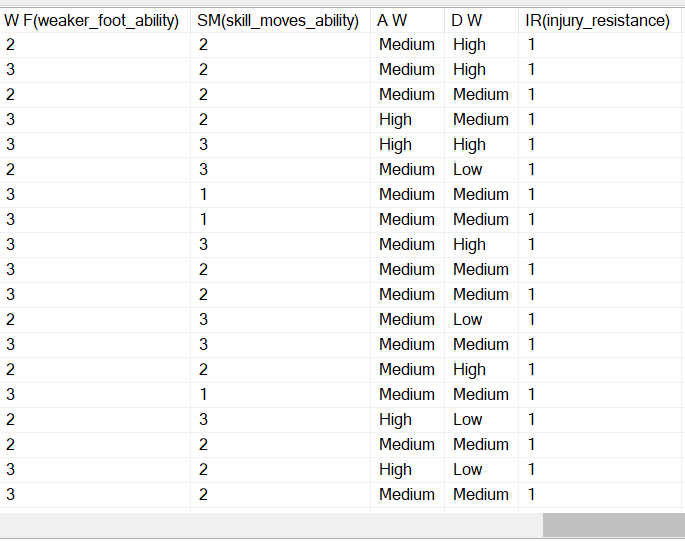 W F(weaker_foot_ability) SM(skill_moves_ability) A W D W IR(injury_resistance)
2 2 Medium High 1
3 2 Medium High 1
2 2 Medium Medium 1
3 2 High Medium 1
3 3 High High 1
2 3 Medium Low 1
3 1 Medium Medium 1
3 1 Medium Medium 1
3 3 Medium High 1
3 2 Medium Medium 1
3 2 Medium Medium 1
2 3 Medium Low 1
3 3 Medium Medium 1
2 2 Medium High 1
3 1 Medium Medium 1
2 3 High Low 1
2 2 Medium Medium 1
3 2 High Low 1
3 2 Medium Medium 1